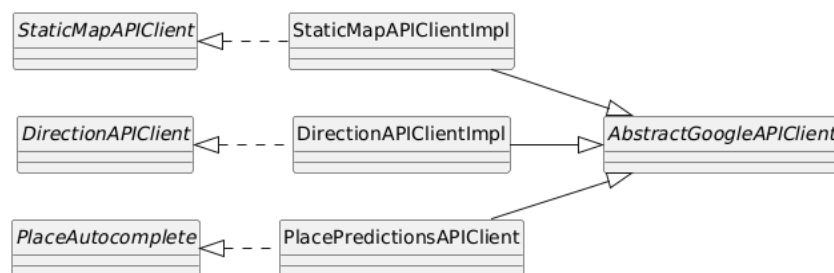 StaticMapAPIClient
StaticMapAPIClientImpl
DirectionAPIClient
DirectionAPIClientImpl
AbstractGoogleAPIClient
PlaceAutocomplete
PlacePredictionsAPIClient